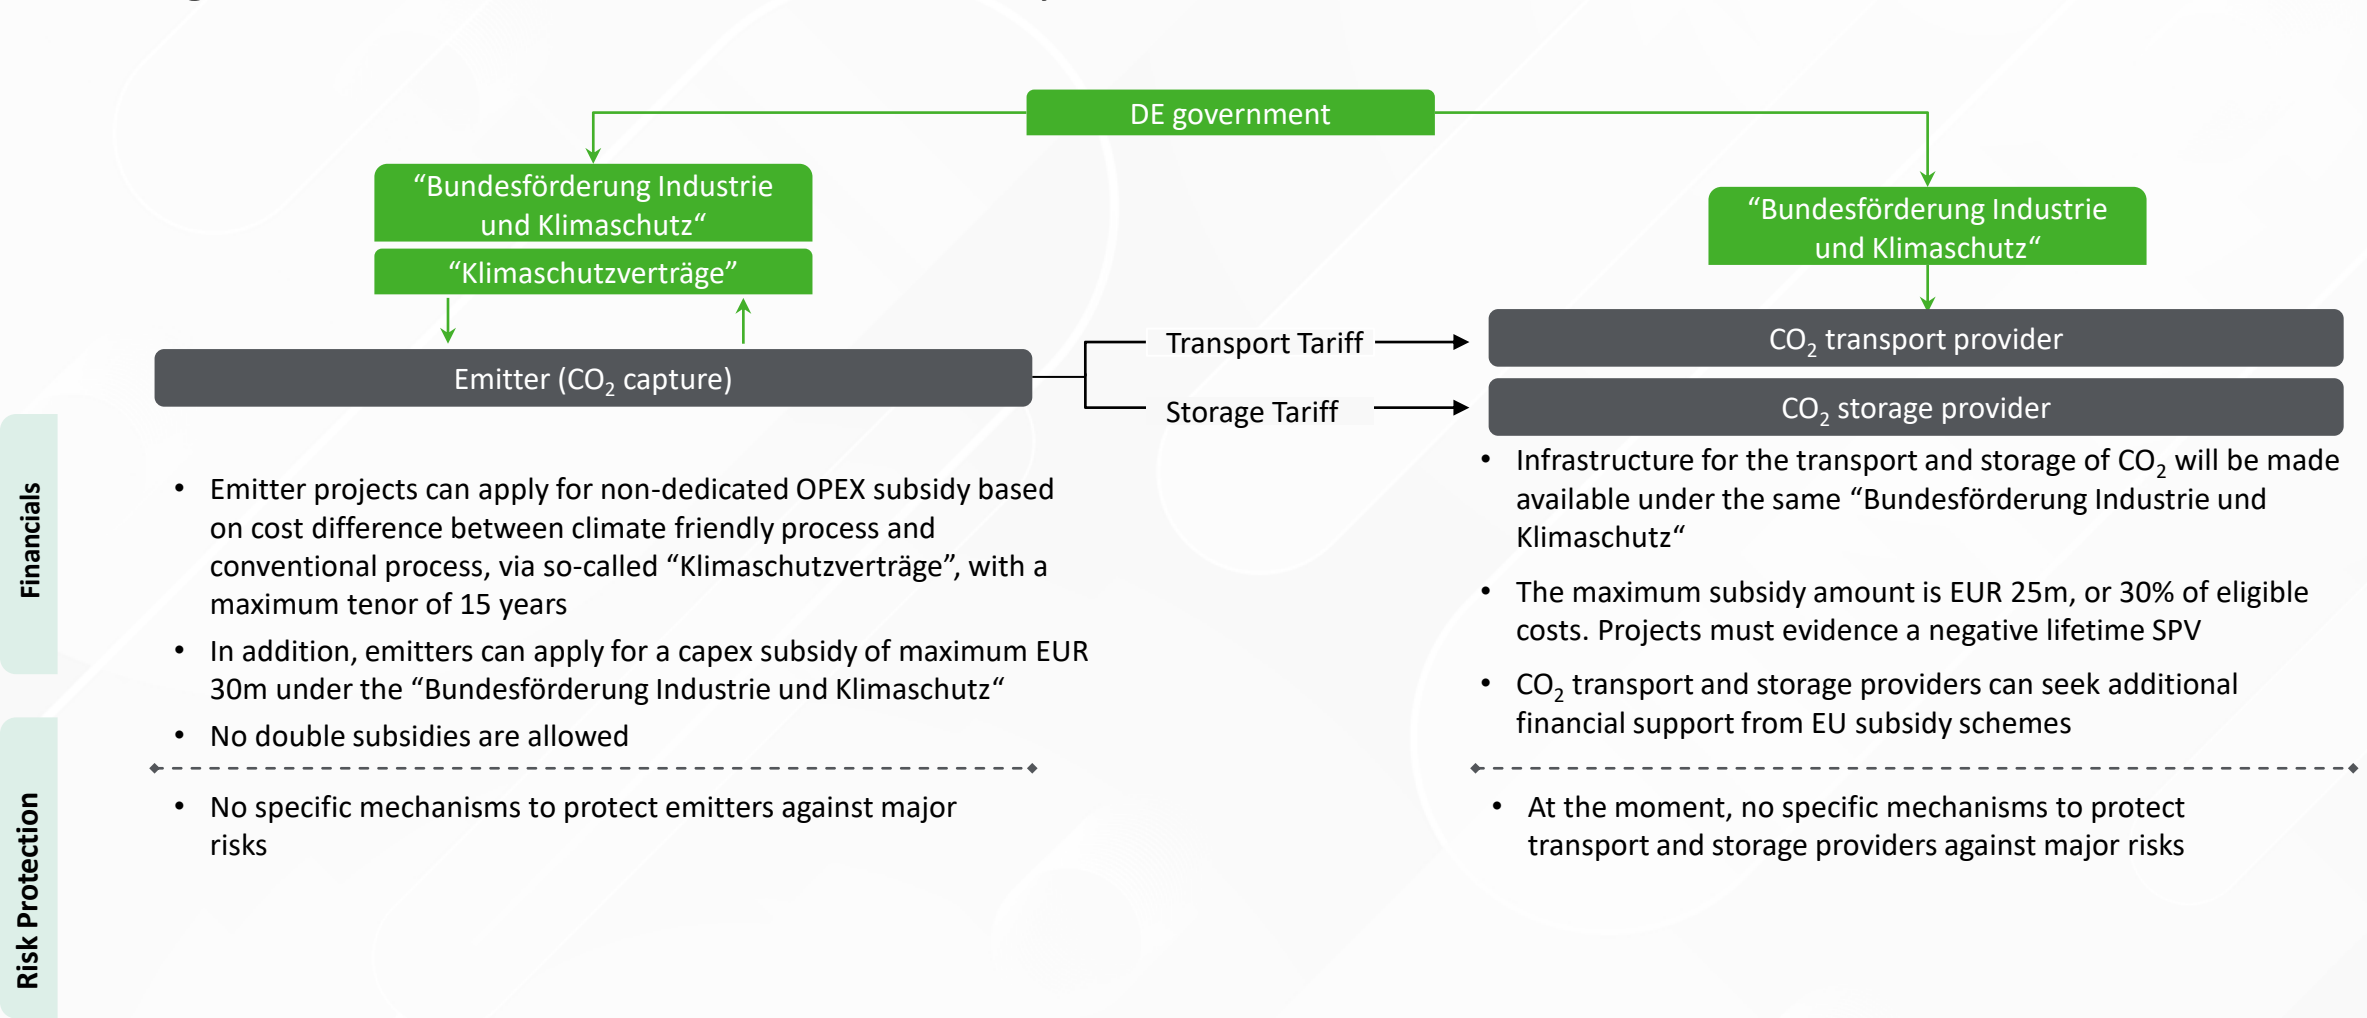 DE government
“Bundesförderung Industrie
und Klimaschutz“
“Klimaschutzverträge”
“Bundesförderung Industrie
und Klimaschutz“
Emitter (CO₂ capture)
Transport Tariff
Storage Tariff
CO₂ transport provider
CO₂ storage provider
Financials
• Emitter projects can apply for non-dedicated OPEX subsidy based
on cost difference between climate friendly process and
conventional process, via so-called “Klimaschutzverträge”, with a
maximum tenor of 15 years
• In addition, emitters can apply for a capex subsidy of maximum EUR
30m under the “Bundesförderung Industrie und Klimaschutz“
• No double subsidies are allowed
• Infrastructure for the transport and storage of CO₂ will be made
available under the same “Bundesförderung Industrie und
Klimaschutz“
• The maximum subsidy amount is EUR 25m, or 30% of eligible
costs. Projects must evidence a negative lifetime SPV
• CO₂ transport and storage providers can seek additional
financial support from EU subsidy schemes
Risk Protection
• No specific mechanisms to protect emitters against major
risks
• At the moment, no specific mechanisms to protect
transport and storage providers against major risks